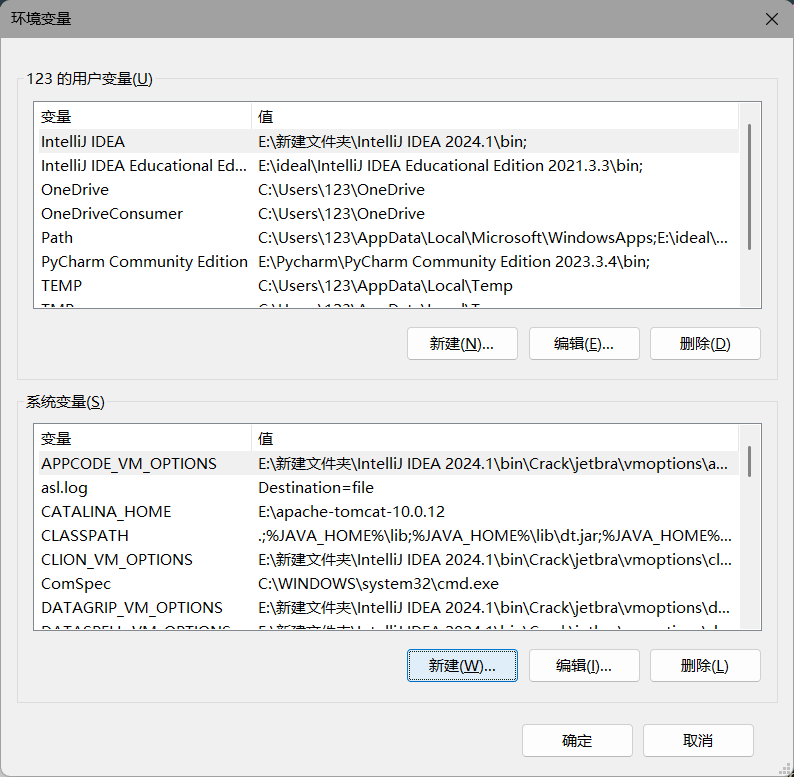 环境变量
123 的用户变量(U)
变量 值
IntelliJ IDEA E:\新建文件夹\IntelliJ IDEA 2024.1\bin;
IntelliJ IDEA Educational Ed... E:\ideal\IntelliJ IDEA Educational Edition 2021.3.3\bin;
OneDrive C:\Users\123\OneDrive
OneDriveConsumer C:\Users\123\OneDrive
Path C:\Users\123\AppData\Local\Microsoft\WindowsApps;E:\ideal\...
PyCharm Community Edition E:\Pycharm\PyCharm Community Edition 2023.3.4\bin;
TEMP C:\Users\123\AppData\Local\Temp
新建(N)... 编辑(E)... 删除(D)
系统变量(S)
变量 值
APPCODE_VM_OPTIONS E:\新建文件夹\IntelliJ IDEA 2024.1\bin\Crack\jetbra\vmoptions\a...
asl.log Destination=file
CATALINA_HOME E:\apache-tomcat-10.0.12
CLASSPATH .;%JAVA_HOME%\lib;%JAVA_HOME%\lib\dt.jar;%JAVA_HOME%...
CLION_VM_OPTIONS E:\新建文件夹\IntelliJ IDEA 2024.1\bin\Crack\jetbra\vmoptions\cl...
ComSpec C:\WINDOWS\system32\cmd.exe
DATAGRIP_VM_OPTIONS E:\新建文件夹\IntelliJ IDEA 2024.1\bin\Crack\jetbra\vmoptions\d...
新建(W)... 编辑(I)... 删除(L)
确定 取消